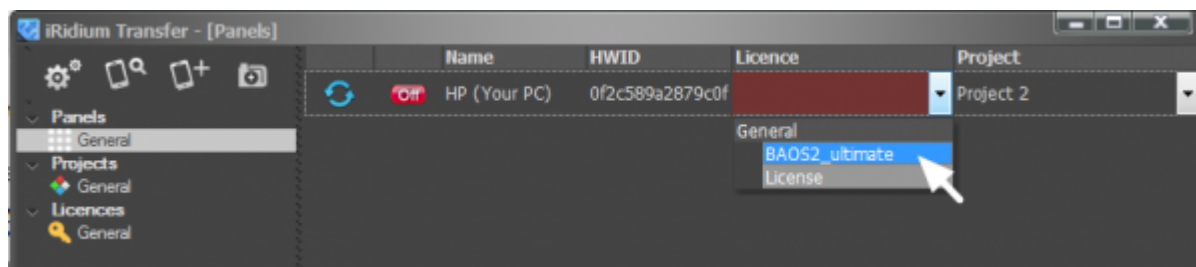 iRidium Transfer - [Panels]
Name HWID Licence Project
Off HP (Your PC) 0f2c589a2879c0f Project 2
Panels
General
General
BAOS2_ultimate
License
Projects
General
Licences
General